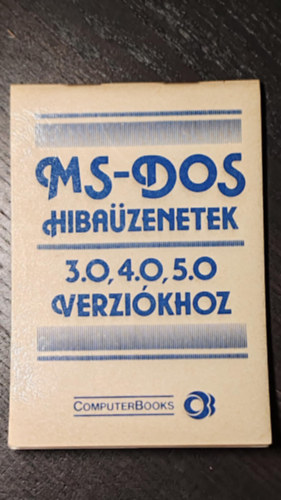 MS-DOS
HIBAÜZENETEK
3.0, 4.0, 5.0
VERZIÓKHOZ
COMPUTERBOOKS